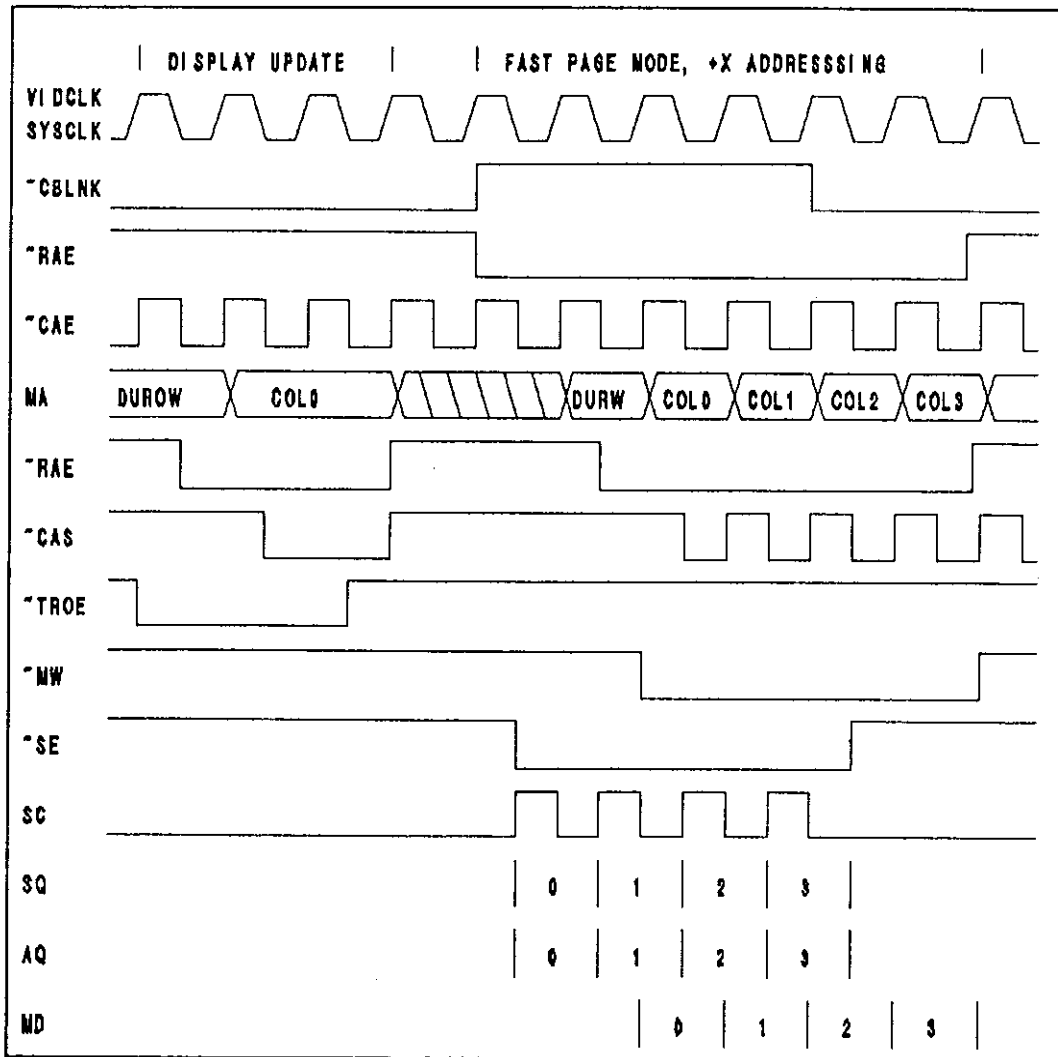 DISPLAY UPDATE FAST PAGE MODE, +X ADDRESSSING
VIDCLK
SYSCLK
~CBLNK
~RAE
~CAE
MA DUROW COL0 DURW COL0 COL1 COL2 COL3
~RAE
~CAS
~TROE
~MW
~SE
SC
SQ 0 1 2 3
AQ 0 1 2 3
MD 0 1 2 3